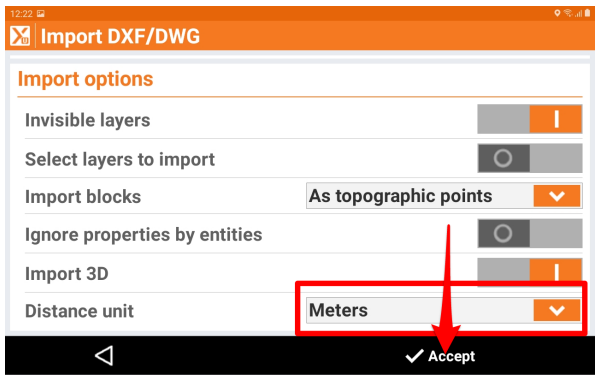 12:22
Import DXF/DWG
Import options
Invisible layers
Select layers to import
Import blocks As topographic points
Ignore properties by entities
Import 3D
Distance unit Meters
Accept